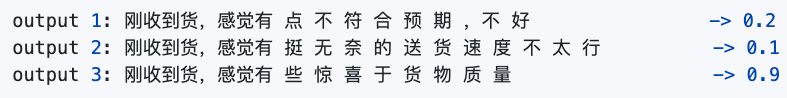 output 1: 刚收到货，感觉有 点 不 符 合 预 期 ，不 好 -> 0.2
output 2: 刚收到货，感觉有 挺 无 奈 的 送 货 速 度 不 太 行 -> 0.1
output 3: 刚收到货，感觉有 些 惊 喜 于 货 物 质 量 -> 0.9